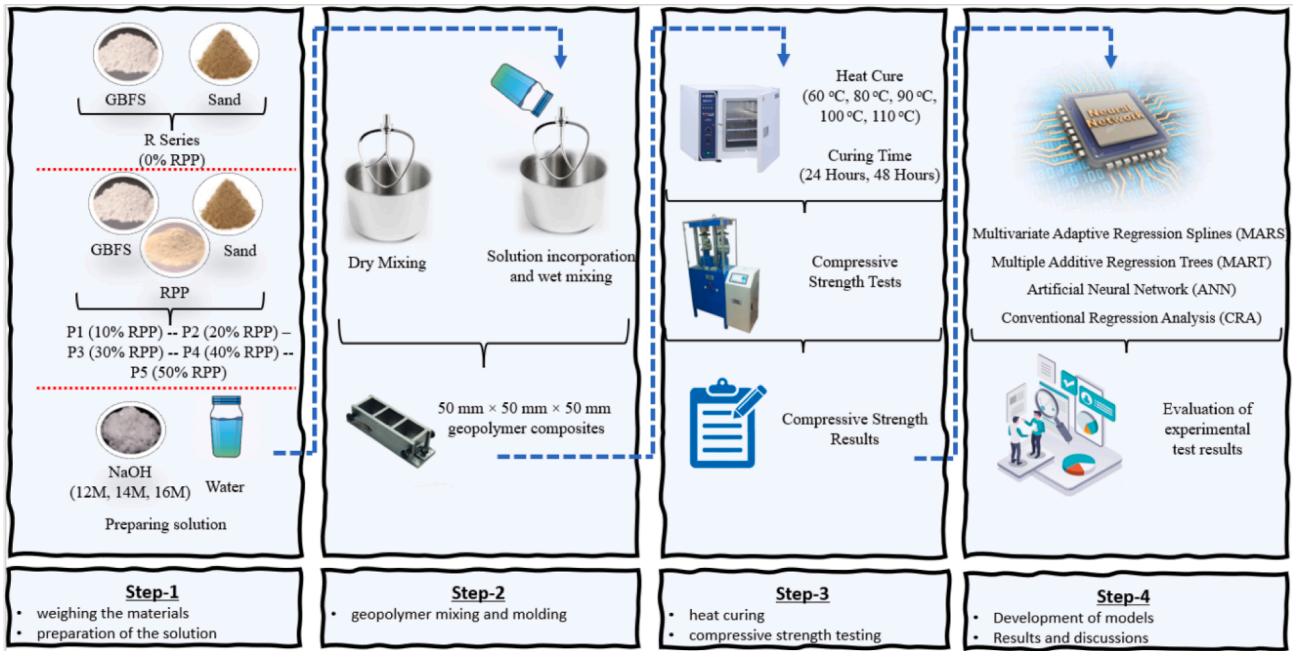 GBFS
Sand
R Series
(0% RPP)
GBFS
Sand
RPP
P1 (10% RPP) -- P2 (20% RPP) –
P3 (30% RPP) -- P4 (40% RPP) --
P5 (50% RPP)
NaOH
(12M, 14M, 16M)
Water
Preparing solution
Step-1
• weighing the materials
• preparation of the solution
Dry Mixing
Solution incorporation
and wet mixing
50 mm × 50 mm × 50 mm
geopolymer composites
Step-2
• geopolymer mixing and molding
Heat Cure
(60 °C, 80 °C, 90 °C,
100 °C, 110 °C)
Curing Time
(24 Hours, 48 Hours)
Compressive
Strength Tests
Compressive Strength
Results
Step-3
• heat curing
• compressive strength testing
Neural
Network
Multivariate Adaptive Regression Splines (MARS)
Multiple Additive Regression Trees (MART)
Artificial Neural Network (ANN)
Conventional Regression Analysis (CRA)
Evaluation of
experimental
test results
Step-4
• Development of models
• Results and discussions